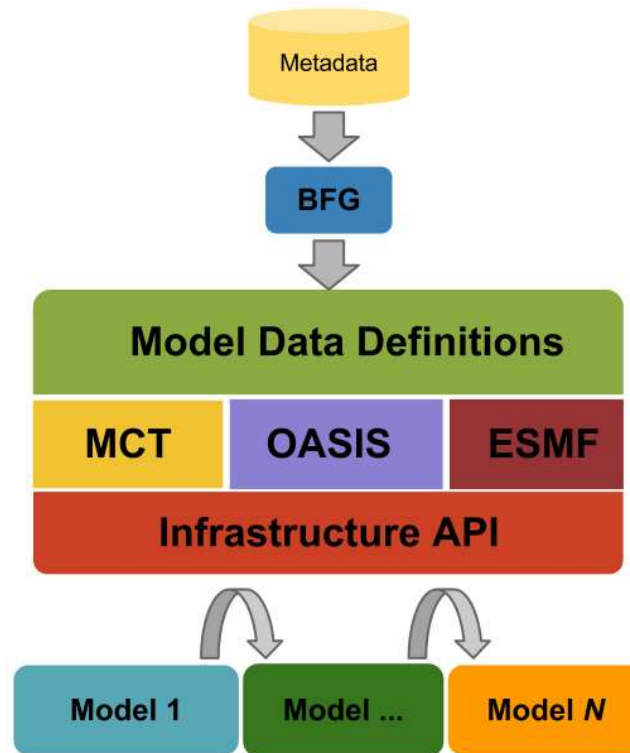 Metadata
BFG
Model Data Definitions
MCT OASIS ESMF
Infrastructure API
Model 1 Model ... Model N